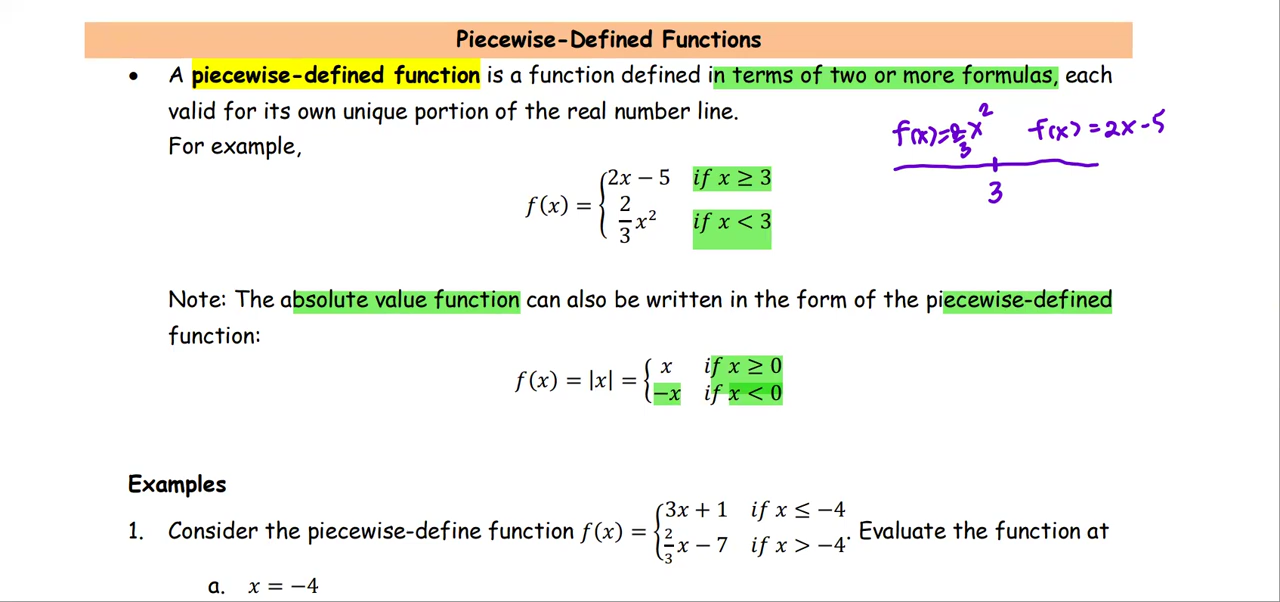 Piecewise-Defined Functions
• A piecewise-defined function is a function defined in terms of two or more formulas, each
valid for its own unique portion of the real number line.
f(x)=2/3 x² f(x)=2x-5
3
For example,
f(x) = { 2x − 5 if x ≥ 3
2/3 x² if x < 3
Note: The absolute value function can also be written in the form of the piecewise-defined
function:
f(x) = |x| = { x if x ≥ 0
−x if x < 0
Examples
1. Consider the piecewise-define function f(x) = { 3x + 1 if x ≤ −4
2/3 x − 7 if x > −4 . Evaluate the function at
a. x = −4